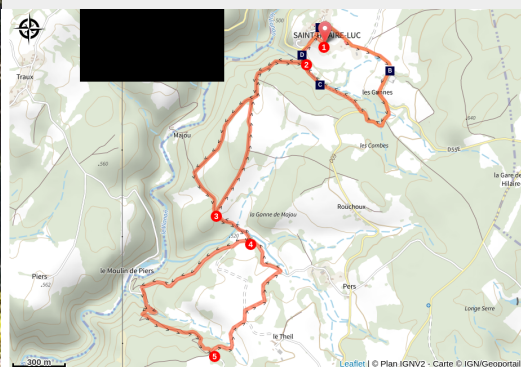 SAINT-HILAIRE-LUC
1
D
2
B
C
les Gannes
Traux
Majou
les Combes
la Gare de
Hilaire
Rouchoux
3
la Ganne de Majou
4
le Moulin de Piers
Piers
Pers
Longe Serre
le Theil
5
300 m
Leaflet | © Plan IGNV2 - Carte © IGN/Geoportail